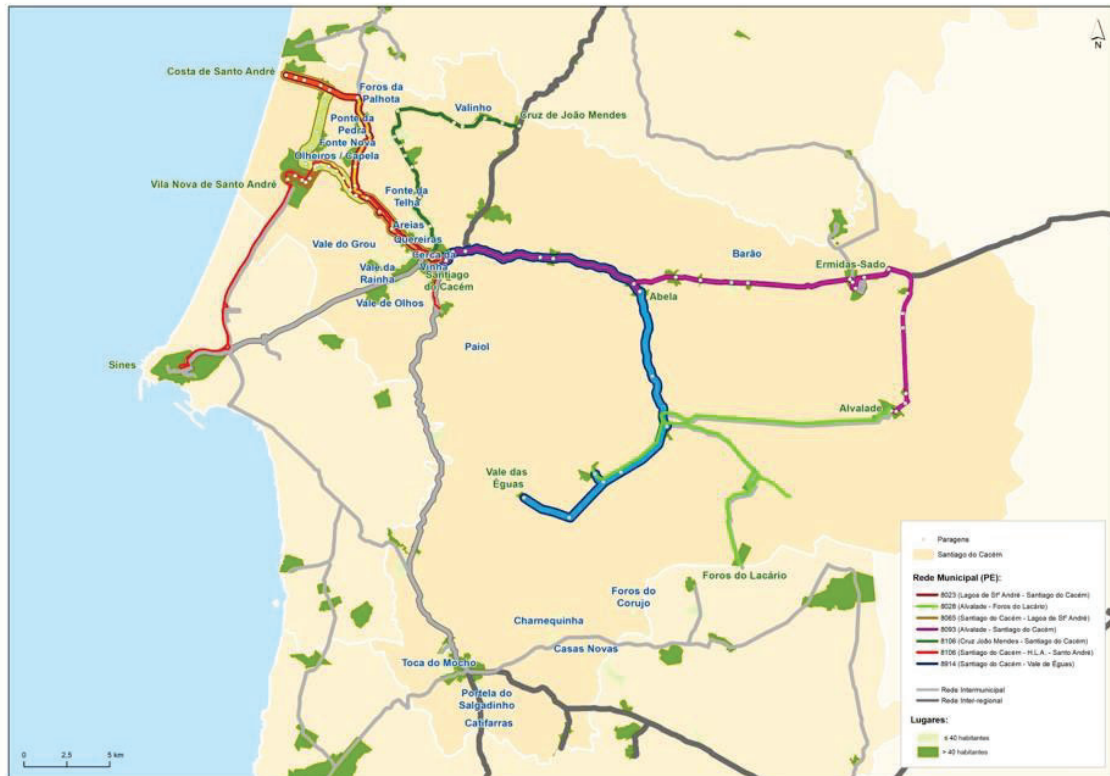 N
Costa de Santo André
Foros da
Palhota
Valinho
Cruz de João Mendes
Ponte da
Pedra
Fonte Nova
Olheiros / Capela
Vila Nova de Santo André
Fonte da
Telha
Areias
Quereiras
Vale do Grou
Cerca da
Vinha
Barão
Ermidas-Sado
Vale da
Rainha
Santiago
do Cacém
Vale de Olhos
Abela
Paiol
Sines
Alvalade
Vale das
Éguas
Foros do Lacário
Foros do
Corujo
Charnequinha
Casas Novas
Toca do Mocho
Portela do
Salgadinho
Catifarras
Paragens
Santiago do Cacém
Rede Municipal (PE):
8023 (Lagoa de Stº André - Santiago do Cacém)
8028 (Alvalade - Foros do Lacário)
8065 (Santiago do Cacém - Lagoa de Stº André)
8093 (Alvalade - Santiago do Cacém)
8106 (Cruz João Mendes - Santiago do Cacém)
8108 (Santiago do Cacém - H.L.A. - Santo André)
8914 (Santiago do Cacém - Vale de Éguas)
Rede Intermunicipal
Rede Inter-regional
Lugares:
≤ 40 habitantes
> 40 habitantes
0 2,5 5 km